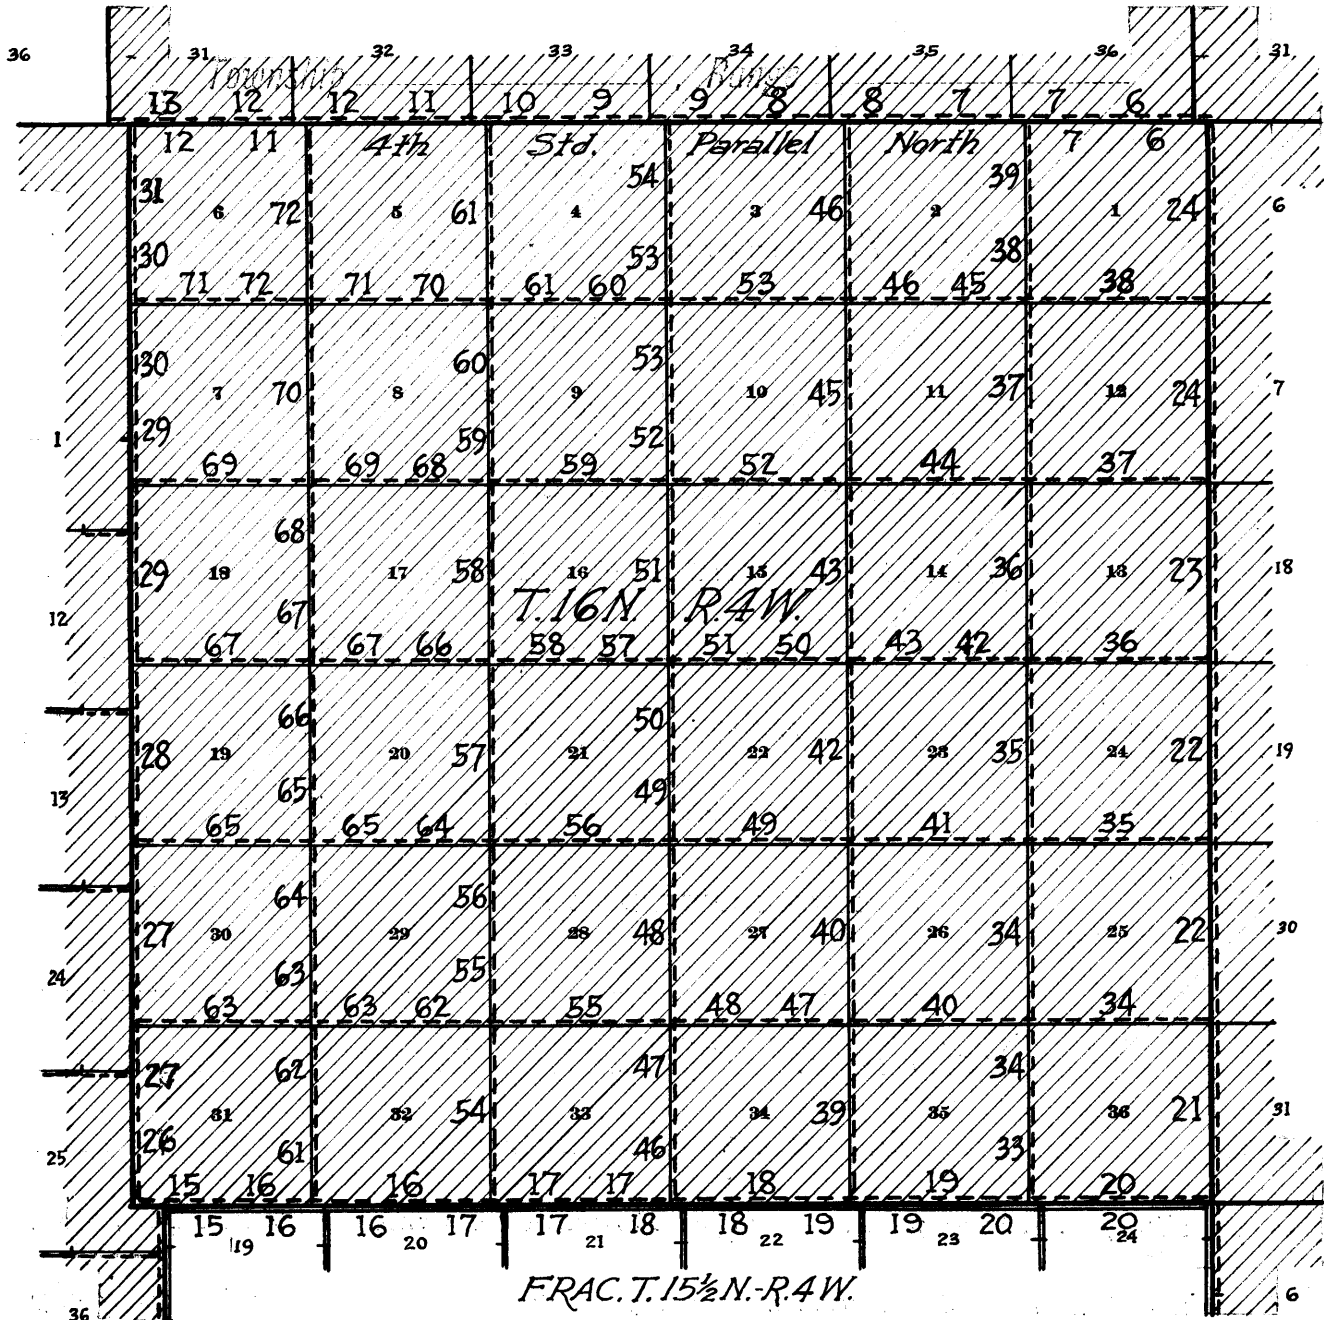 36 31 32 33 34 35 36 31
Township Range
13 12 12 11 10 9 9 8 8 7 7 6
12 11 4th Std. Parallel North 7 6
54 39
31 6 72 5 61 4 3 46 2 1 24 6
30 53 38
71 72 71 70 61 60 53 46 45 38
30 60 53
7 70 8 9 10 45 11 37 12 24 7
1 29 59 52
69 69 68 59 52 44 37
68
29 18 17 58 16 51 15 43 14 36 13 23 18
12 67 T.16N. R.4W.
67 67 66 58 57 51 50 43 42 36
66 50
28 19 20 57 21 22 42 23 35 24 22 19
13 65 49
65 65 64 56 49 41 35
64 56
27 30 29 28 48 27 40 26 34 25 22 30
24 63 55
63 63 62 55 48 47 40 34
27 62 47 34
31 32 54 33 34 39 35 36 21 31
25 26 61 46 33
15 16 16 17 17 18 19 20
15 16 16 17 17 18 18 19 19 20 20
19 20 21 22 23 24
FRAC. T. 15½ N.-R.4 W.
36 6